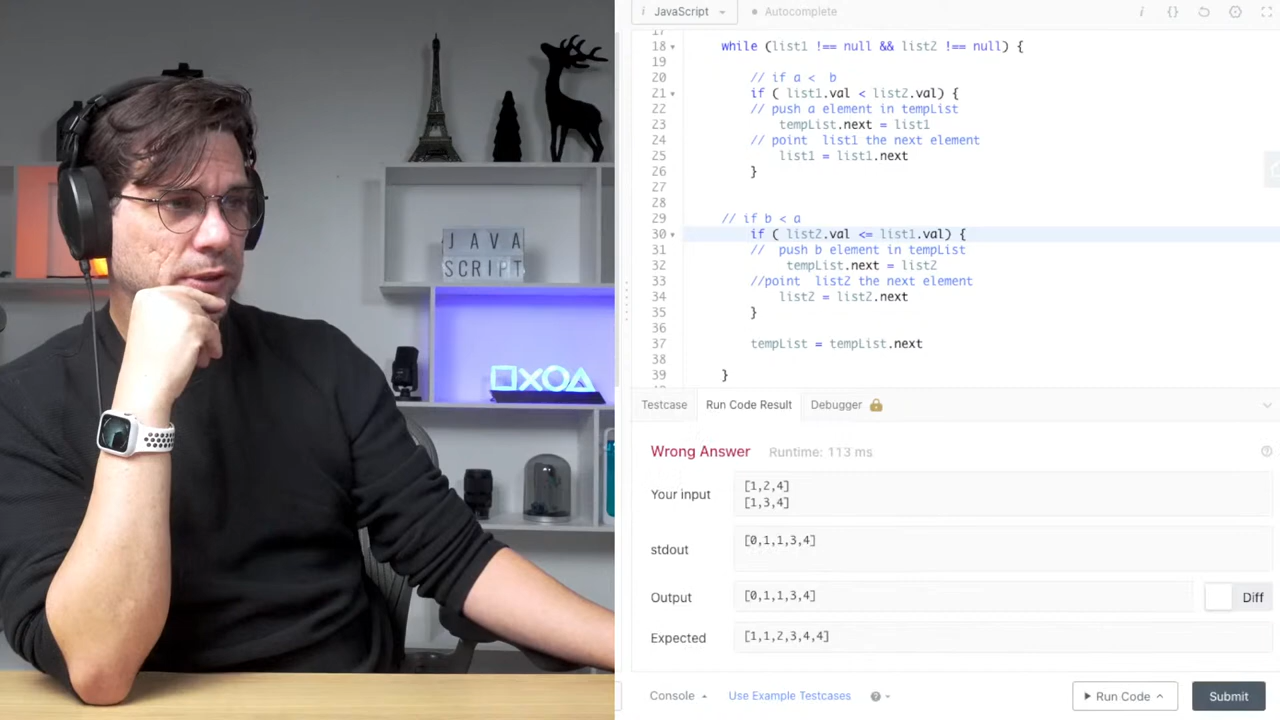 JavaScript
Autocomplete
17
18 while (list1 !== null && list2 !== null) {
19
20 // if a < b
21 if ( list1.val < list2.val) {
22 // push a element in tempList
23 tempList.next = list1
24 // point list1 the next element
25 list1 = list1.next
26 }
27
28
29 // if b < a
30 if ( list2.val <= list1.val) {
31 // push b element in tempList
32 tempList.next = list2
33 //point list2 the next element
34 list2 = list2.next
35 }
36
37 tempList = tempList.next
38
39 }
JAVA
SCRIPT
Testcase Run Code Result Debugger
Wrong Answer Runtime: 113 ms
Your input
[1,2,4]
[1,3,4]
stdout [0,1,1,3,4]
Output [0,1,1,3,4] Diff
Expected [1,1,2,3,4,4]
Console Use Example Testcases ? Run Code Submit